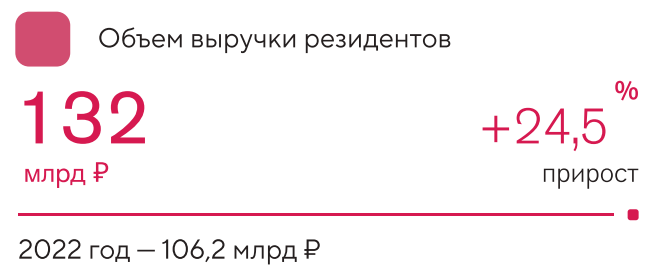 Объем выручки резидентов
132
млрд ₽
+24,5 %
прирост
2022 год — 106,2 млрд ₽